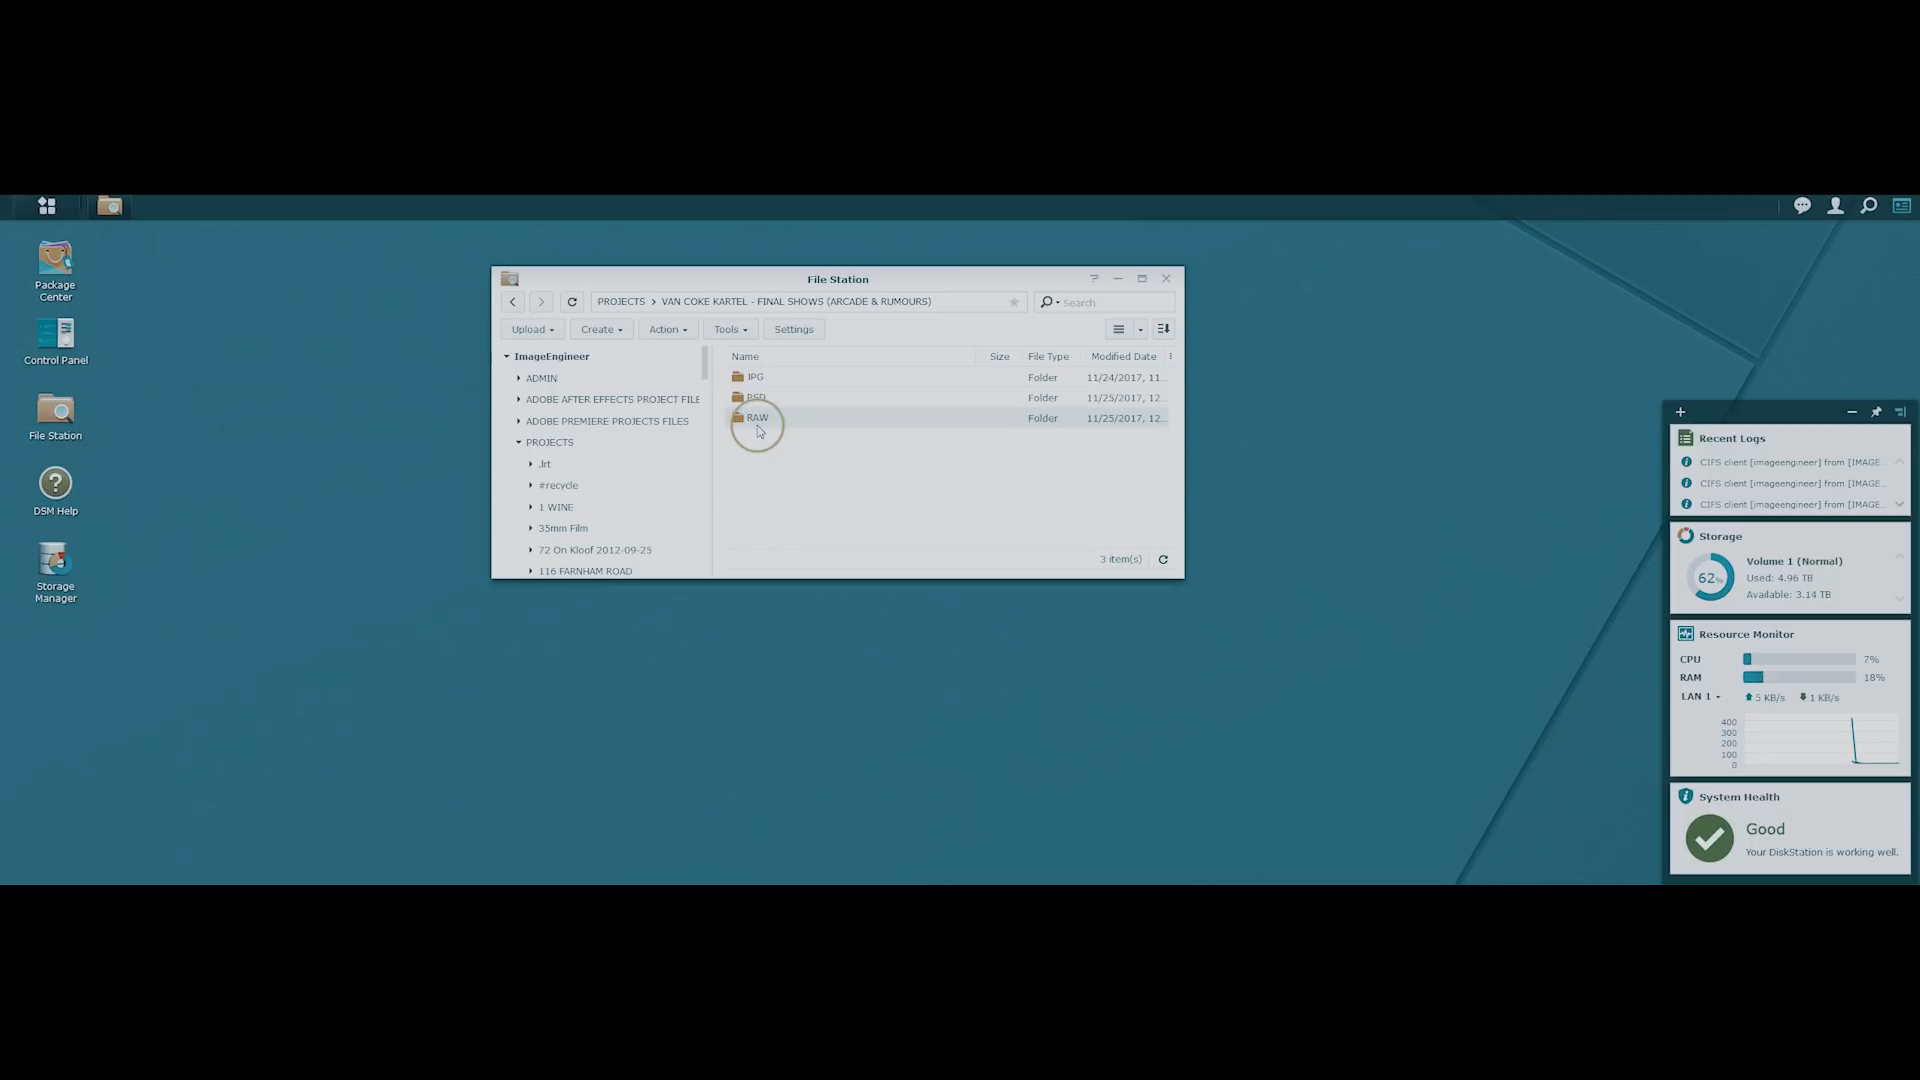 Package
Center
Control Panel
File Station
DSM Help
Storage
Manager
File Station
PROJECTS > VAN COKE KARTEL - FINAL SHOWS (ARCADE & RUMOURS)
Search
Upload
Create
Action
Tools
Settings
ImageEngineer
ADMIN
ADOBE AFTER EFFECTS PROJECT FILE
ADOBE PREMIERE PROJECTS FILES
PROJECTS
.lrt
#recycle
1 WINE
35mm Film
72 On Kloof 2012-09-25
116 FARNHAM ROAD
Name Size File Type Modified Date
JPG Folder 11/24/2017, 11...
PSD Folder 11/25/2017, 12...
RAW Folder 11/25/2017, 12...
3 item(s)
Recent Logs
CIFS client [imageengineer] from [IMAGE...
CIFS client [imageengineer] from [IMAGE...
CIFS client [imageengineer] from [IMAGE...
Storage
62%
Volume 1 (Normal)
Used: 4.96 TB
Available: 3.14 TB
Resource Monitor
CPU 7%
RAM 18%
LAN 1 5 KB/s 1 KB/s
400
300
200
100
0
System Health
Good
Your DiskStation is working well.